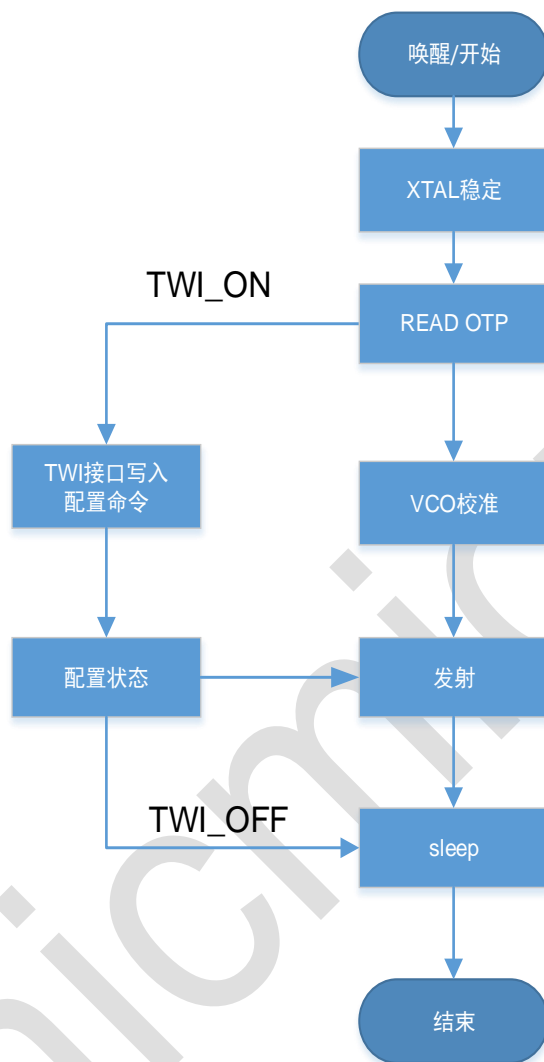 唤醒/开始
XTAL稳定
TWI_ON
READ OTP
TWI接口写入
配置命令
VCO校准
配置状态
发射
TWI_OFF
sleep
结束